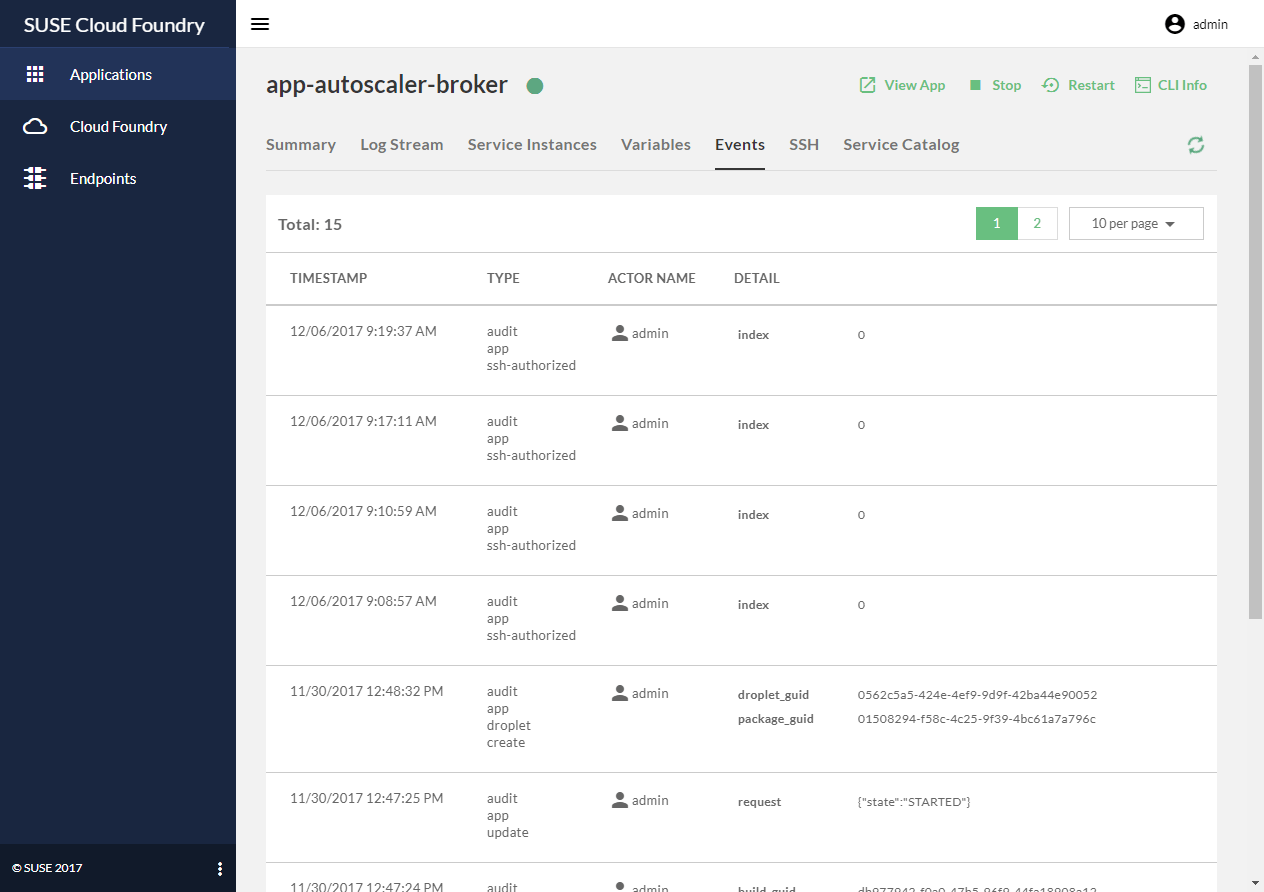 SUSE Cloud Foundry
admin
Applications
Cloud Foundry
Endpoints
app-autoscaler-broker
View App Stop Restart CLI Info
Summary Log Stream Service Instances Variables Events SSH Service Catalog
Total: 15
1 2 10 per page
TIMESTAMP TYPE ACTOR NAME DETAIL
12/06/2017 9:19:37 AM audit admin index 0
app
ssh-authorized
12/06/2017 9:17:11 AM audit admin index 0
app
ssh-authorized
12/06/2017 9:10:59 AM audit admin index 0
app
ssh-authorized
12/06/2017 9:08:57 AM audit admin index 0
app
ssh-authorized
11/30/2017 12:48:32 PM audit admin droplet_guid 0562c5a5-424e-4ef9-9d9f-42ba44e90052
app
package_guid 01508294-f58c-4c25-9f39-4bc61a7a796c
droplet
create
11/30/2017 12:47:25 PM audit admin request {"state":"STARTED"}
app
update
11/30/2017 12:47:24 PM audit admin build_guid
© SUSE 2017